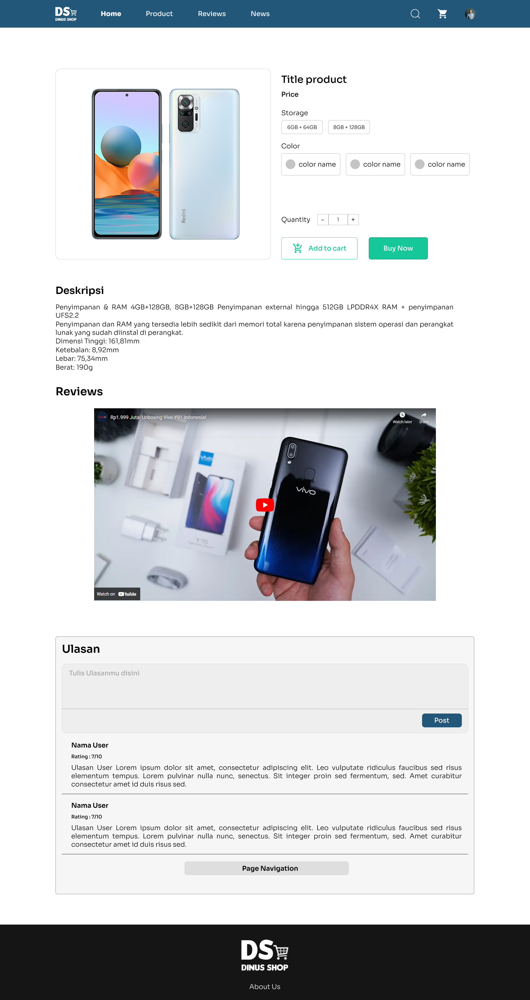 DS
DINUS SHOP
Home
Product
Reviews
News
Redmi
Title product
Price
Storage
6GB + 64GB
8GB + 128GB
Color
color name
color name
color name
Quantity
-
1
+
Add to cart
Buy Now
Deskripsi
Penyimpanan & RAM 4GB+128GB, 8GB+128GB Penyimpanan external hingga 512GB LPDDR4X RAM + penyimpanan
UFS2.2
Penyimpanan dan RAM yang tersedia lebih sedikit dari memori total karena penyimpanan sistem operasi dan perangkat
lunak yang sudah diinstal di perangkat.
Dimensi Tinggi: 161,81mm
Ketebalan: 8,92mm
Lebar: 75,34mm
Berat: 190g
Reviews
Rp1.999 Juta! Unboxing Vivo Y91 Indonesia!
Watch later
Share
vivo
vivo
Y91
Watch on YouTube
Ulasan
Tulis Ulasanmu disini
Post
Nama User
Rating : 7/10
Ulasan User Lorem ipsum dolor sit amet, consectetur adipiscing elit. Leo vulputate ridiculus faucibus sed risus
elementum tempus. Lorem pulvinar nulla nunc, senectus. Sit integer proin sed fermentum, sed. Amet curabitur
consectetur amet id duis risus sed.
Nama User
Rating : 7/10
Ulasan User Lorem ipsum dolor sit amet, consectetur adipiscing elit. Leo vulputate ridiculus faucibus sed risus
elementum tempus. Lorem pulvinar nulla nunc, senectus. Sit integer proin sed fermentum, sed. Amet curabitur
consectetur amet id duis risus sed.
Page Navigation
DS
DINUS SHOP
About Us